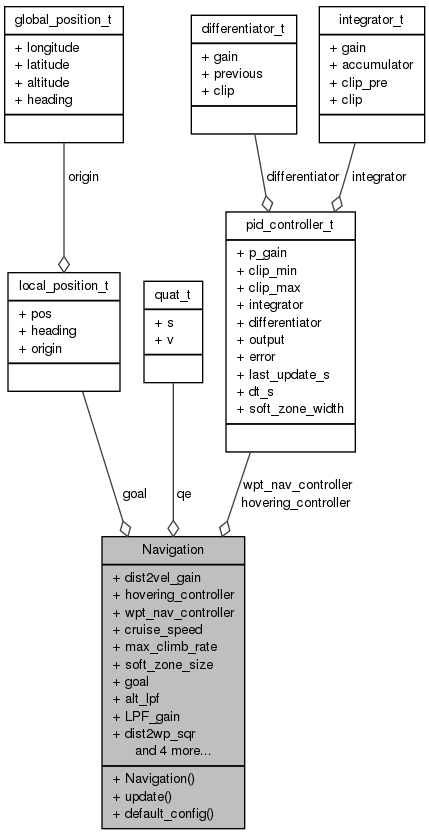 global_position_t
+ longitude
+ latitude
+ altitude
+ heading
differentiator_t
+ gain
+ previous
+ clip
integrator_t
+ gain
+ accumulator
+ clip_pre
+ clip
origin
differentiator
integrator
local_position_t
+ pos
+ heading
+ origin
quat_t
+ s
+ v
pid_controller_t
+ p_gain
+ clip_min
+ clip_max
+ integrator
+ differentiator
+ output
+ error
+ last_update_s
+ dt_s
+ soft_zone_width
goal
qe
wpt_nav_controller
hovering_controller
Navigation
+ dist2vel_gain
+ hovering_controller
+ wpt_nav_controller
+ cruise_speed
+ max_climb_rate
+ soft_zone_size
+ goal
+ alt_lpf
+ LPF_gain
+ dist2wp_sqr
and 4 more...
+ Navigation()
+ update()
+ default_config()